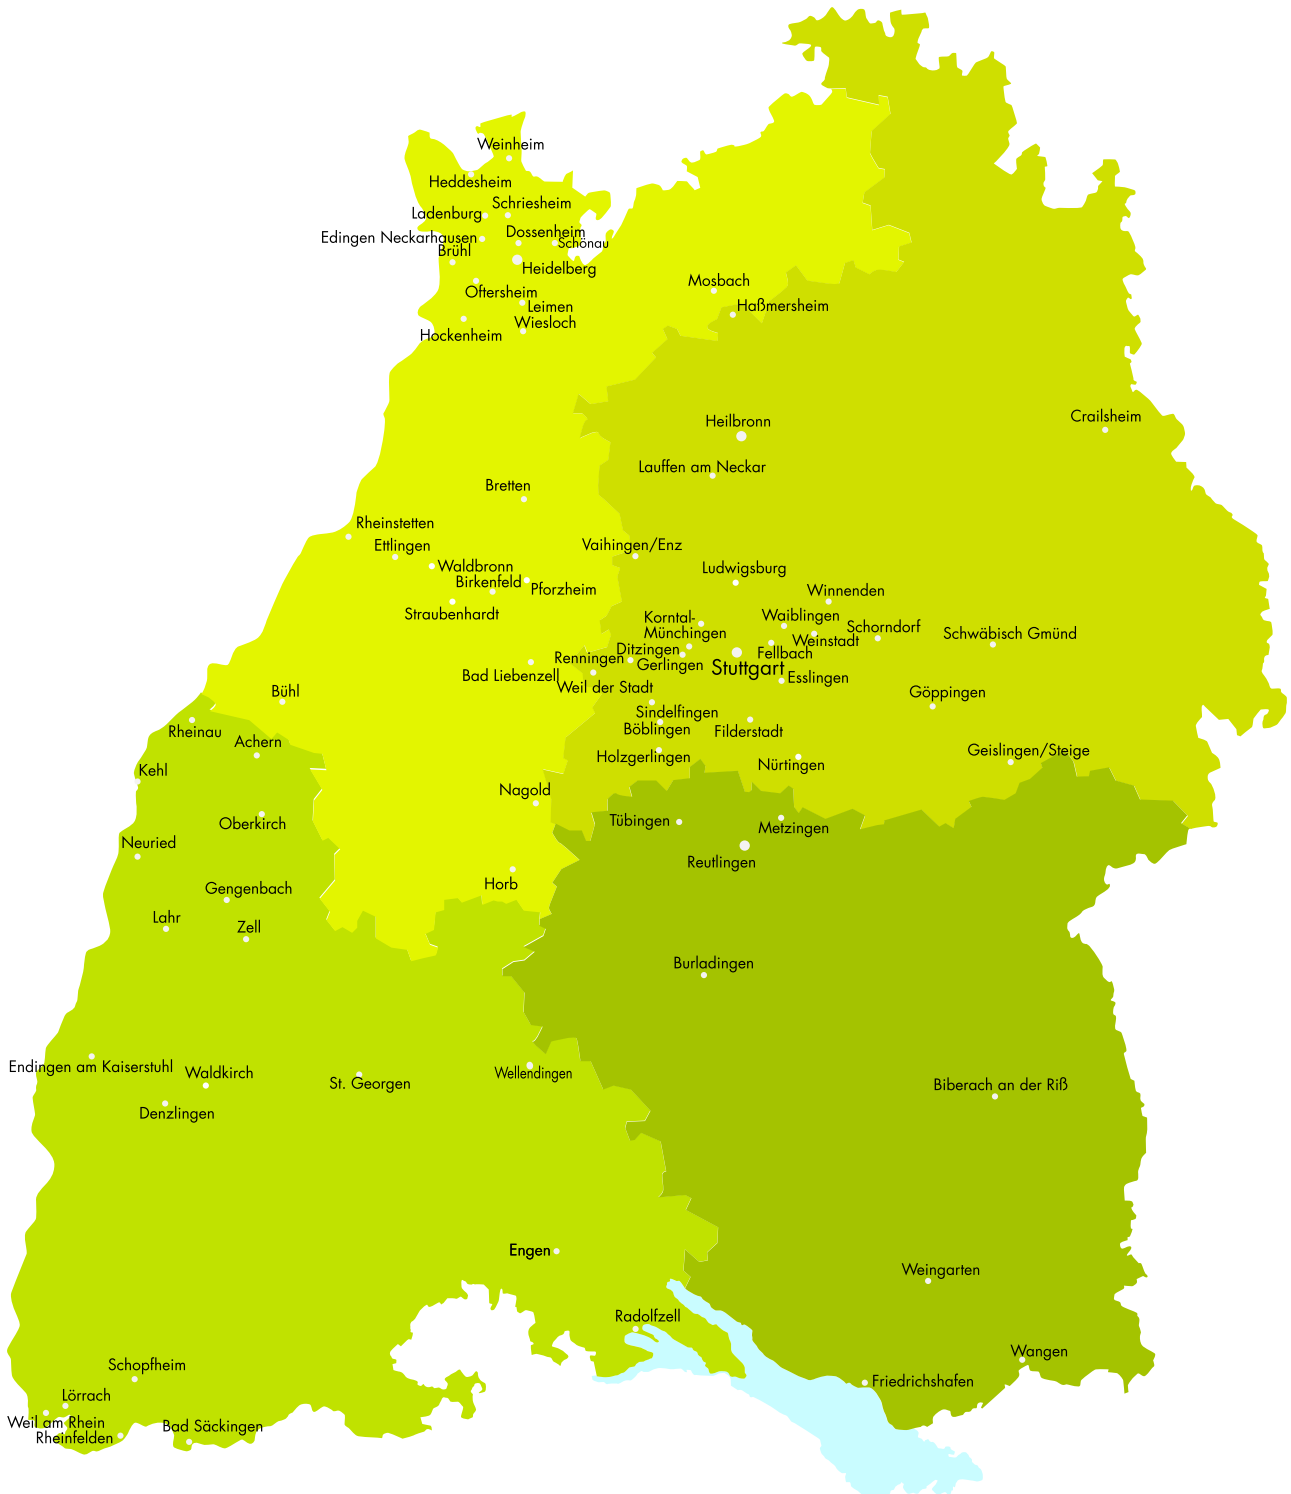 Weinheim
Heddesheim
Schriesheim
Ladenburg
Dossenheim
Edingen Neckarhausen
Schönau
Brühl
Heidelberg
Mosbach
Oftersheim
Leimen
Haßmersheim
Wiesloch
Hockenheim
Crailsheim
Heilbronn
Lauffen am Neckar
Bretten
Rheinstetten
Ettlingen
Vaihingen/Enz
Waldbronn
Ludwigsburg
Birkenfeld
Pforzheim
Winnenden
Straubenhardt
Waiblingen
Korntal-
Münchingen
Schorndorf
Schwäbisch Gmünd
Weinstadt
Ditzingen
Fellbach
Renningen
Gerlingen
Stuttgart
Bad Liebenzell
Esslingen
Weil der Stadt
Bühl
Göppingen
Sindelfingen
Böblingen
Filderstadt
Rheinau
Achern
Geislingen/Steige
Holzgerlingen
Nürtingen
Kehl
Nagold
Oberkirch
Tübingen
Metzingen
Neuried
Reutlingen
Horb
Gengenbach
Lahr
Zell
Burladingen
Endingen am Kaiserstuhl
Waldkirch
Wellendingen
St. Georgen
Biberach an der Riß
Denzlingen
Engen
Weingarten
Radolfzell
Wangen
Schopfheim
Friedrichshafen
Lörrach
Weil am Rhein
Bad Säckingen
Rheinfelden